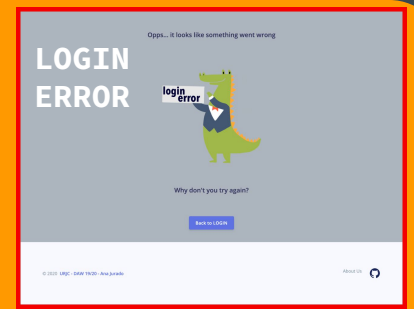 Opps... it looks like something went wrong
LOGIN
ERROR
login
error
Why don't you try again?
Back to LOGIN
© 2020 URJC - DAW 19/20 - Ana Jurado
About Us